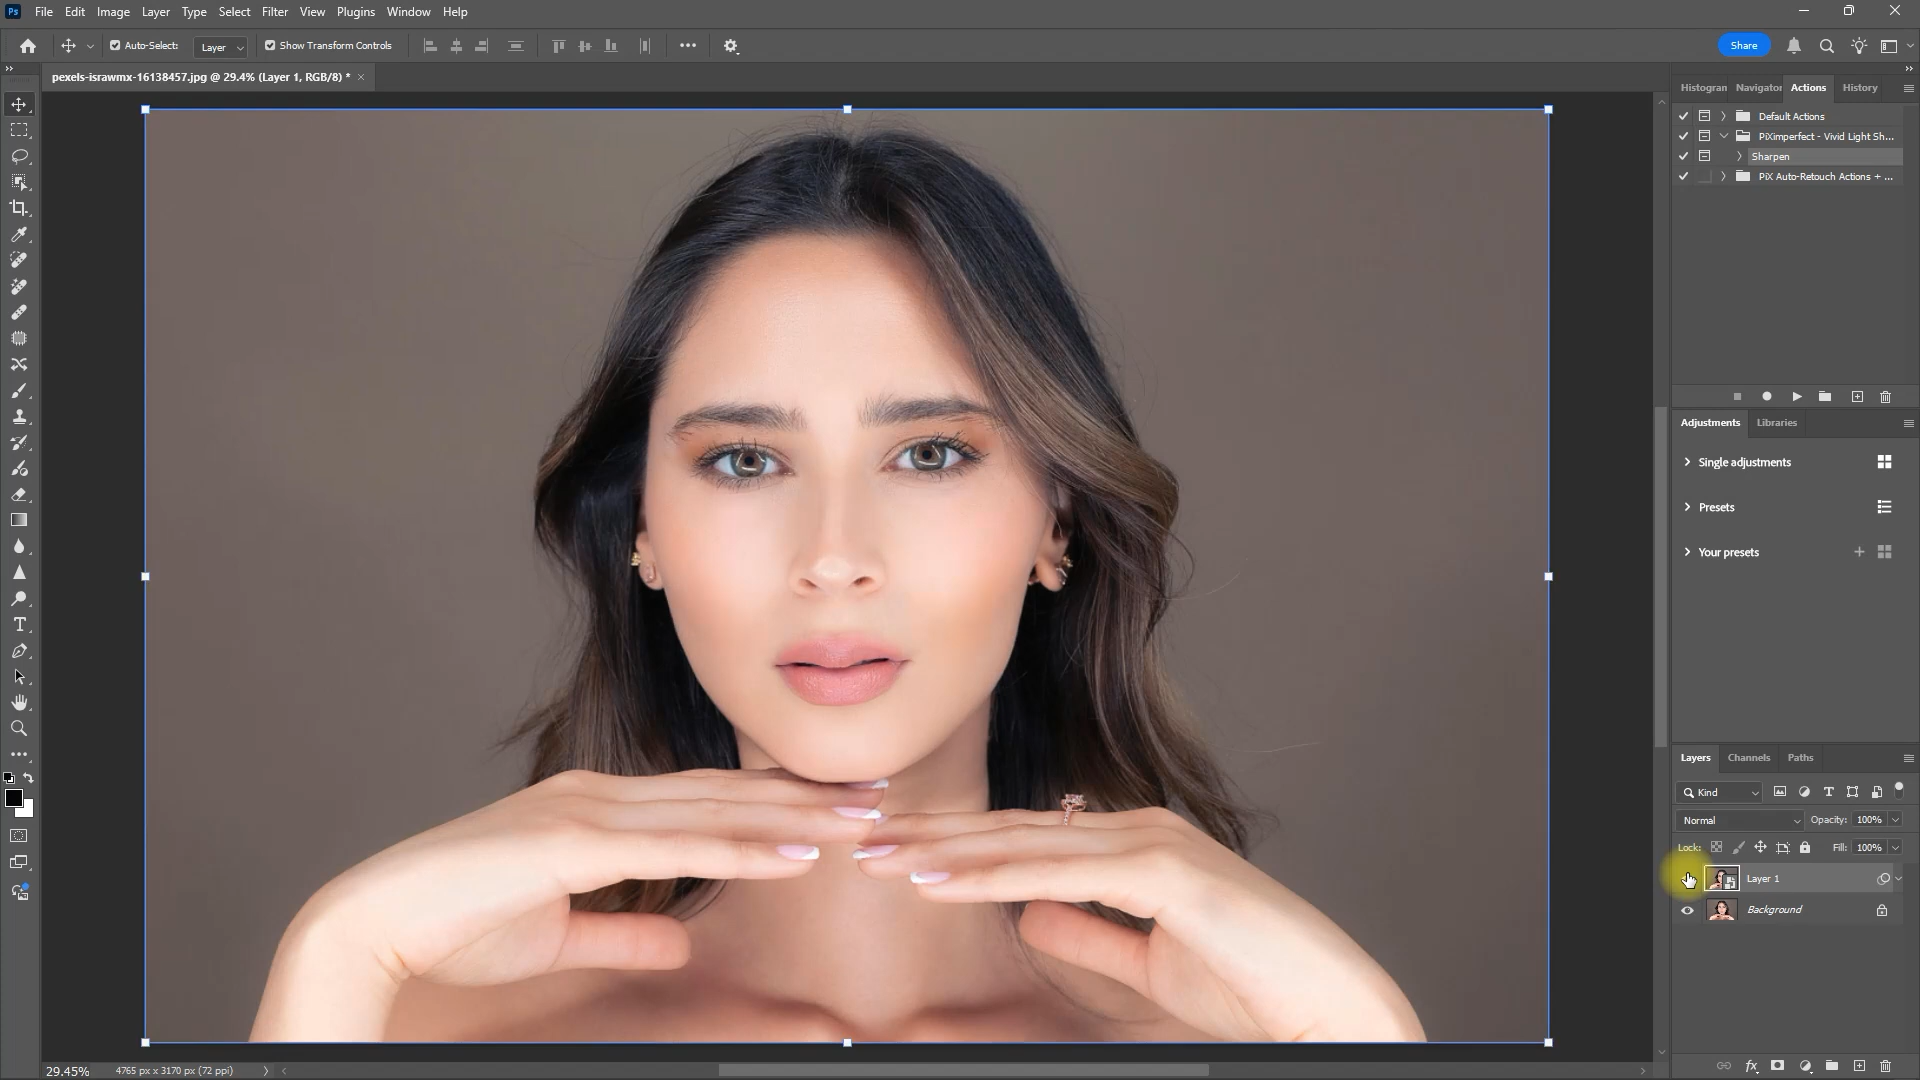 Ps File Edit Image Layer Type Select Filter View Plugins Window Help
Auto-Select: Layer Show Transform Controls Share
pexels-israwmx-16138457.jpg @ 29.4% (Layer 1, RGB/8) *
Histogran Navigator Actions History
Default Actions
PiXimperfect - Vivid Light Sh...
Sharpen
PiX Auto-Retouch Actions + ...
Adjustments Libraries
Single adjustments
Presets
Your presets
Layers Channels Paths
Kind
Normal Opacity: 100%
Lock: Fill: 100%
Layer 1
Background
29.45% 4765 px x 3170 px (72 ppi)